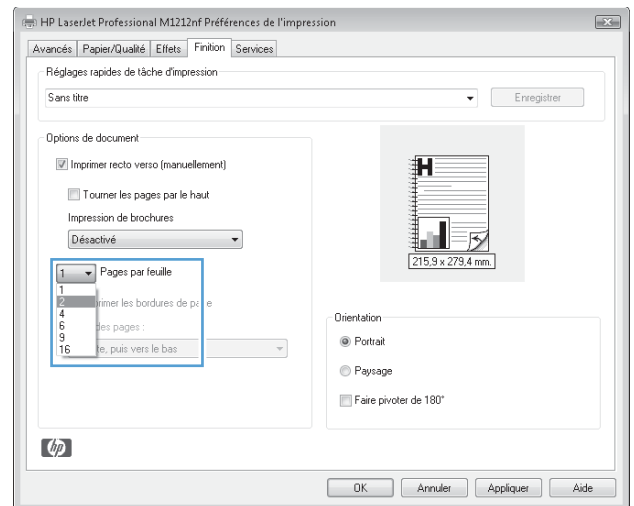 HP LaserJet Professional M1212nf Préférences de l'impression
Avancés Papier/Qualité Effets Finition Services
Réglages rapides de tâche d'impression
Sans titre
Enregistrer
Options de document
Imprimer recto verso (manuellement)
Tourner les pages par le haut
Impression de brochures
Désactivé
1 Pages par feuille
1
2
rimer les bordures de pa e
4
6
des pages :
9
16
te, puis vers le bas
H
215,9 x 279,4 mm.
Orientation
Portrait
Paysage
Faire pivoter de 180°
hp
OK Annuler Appliquer Aide